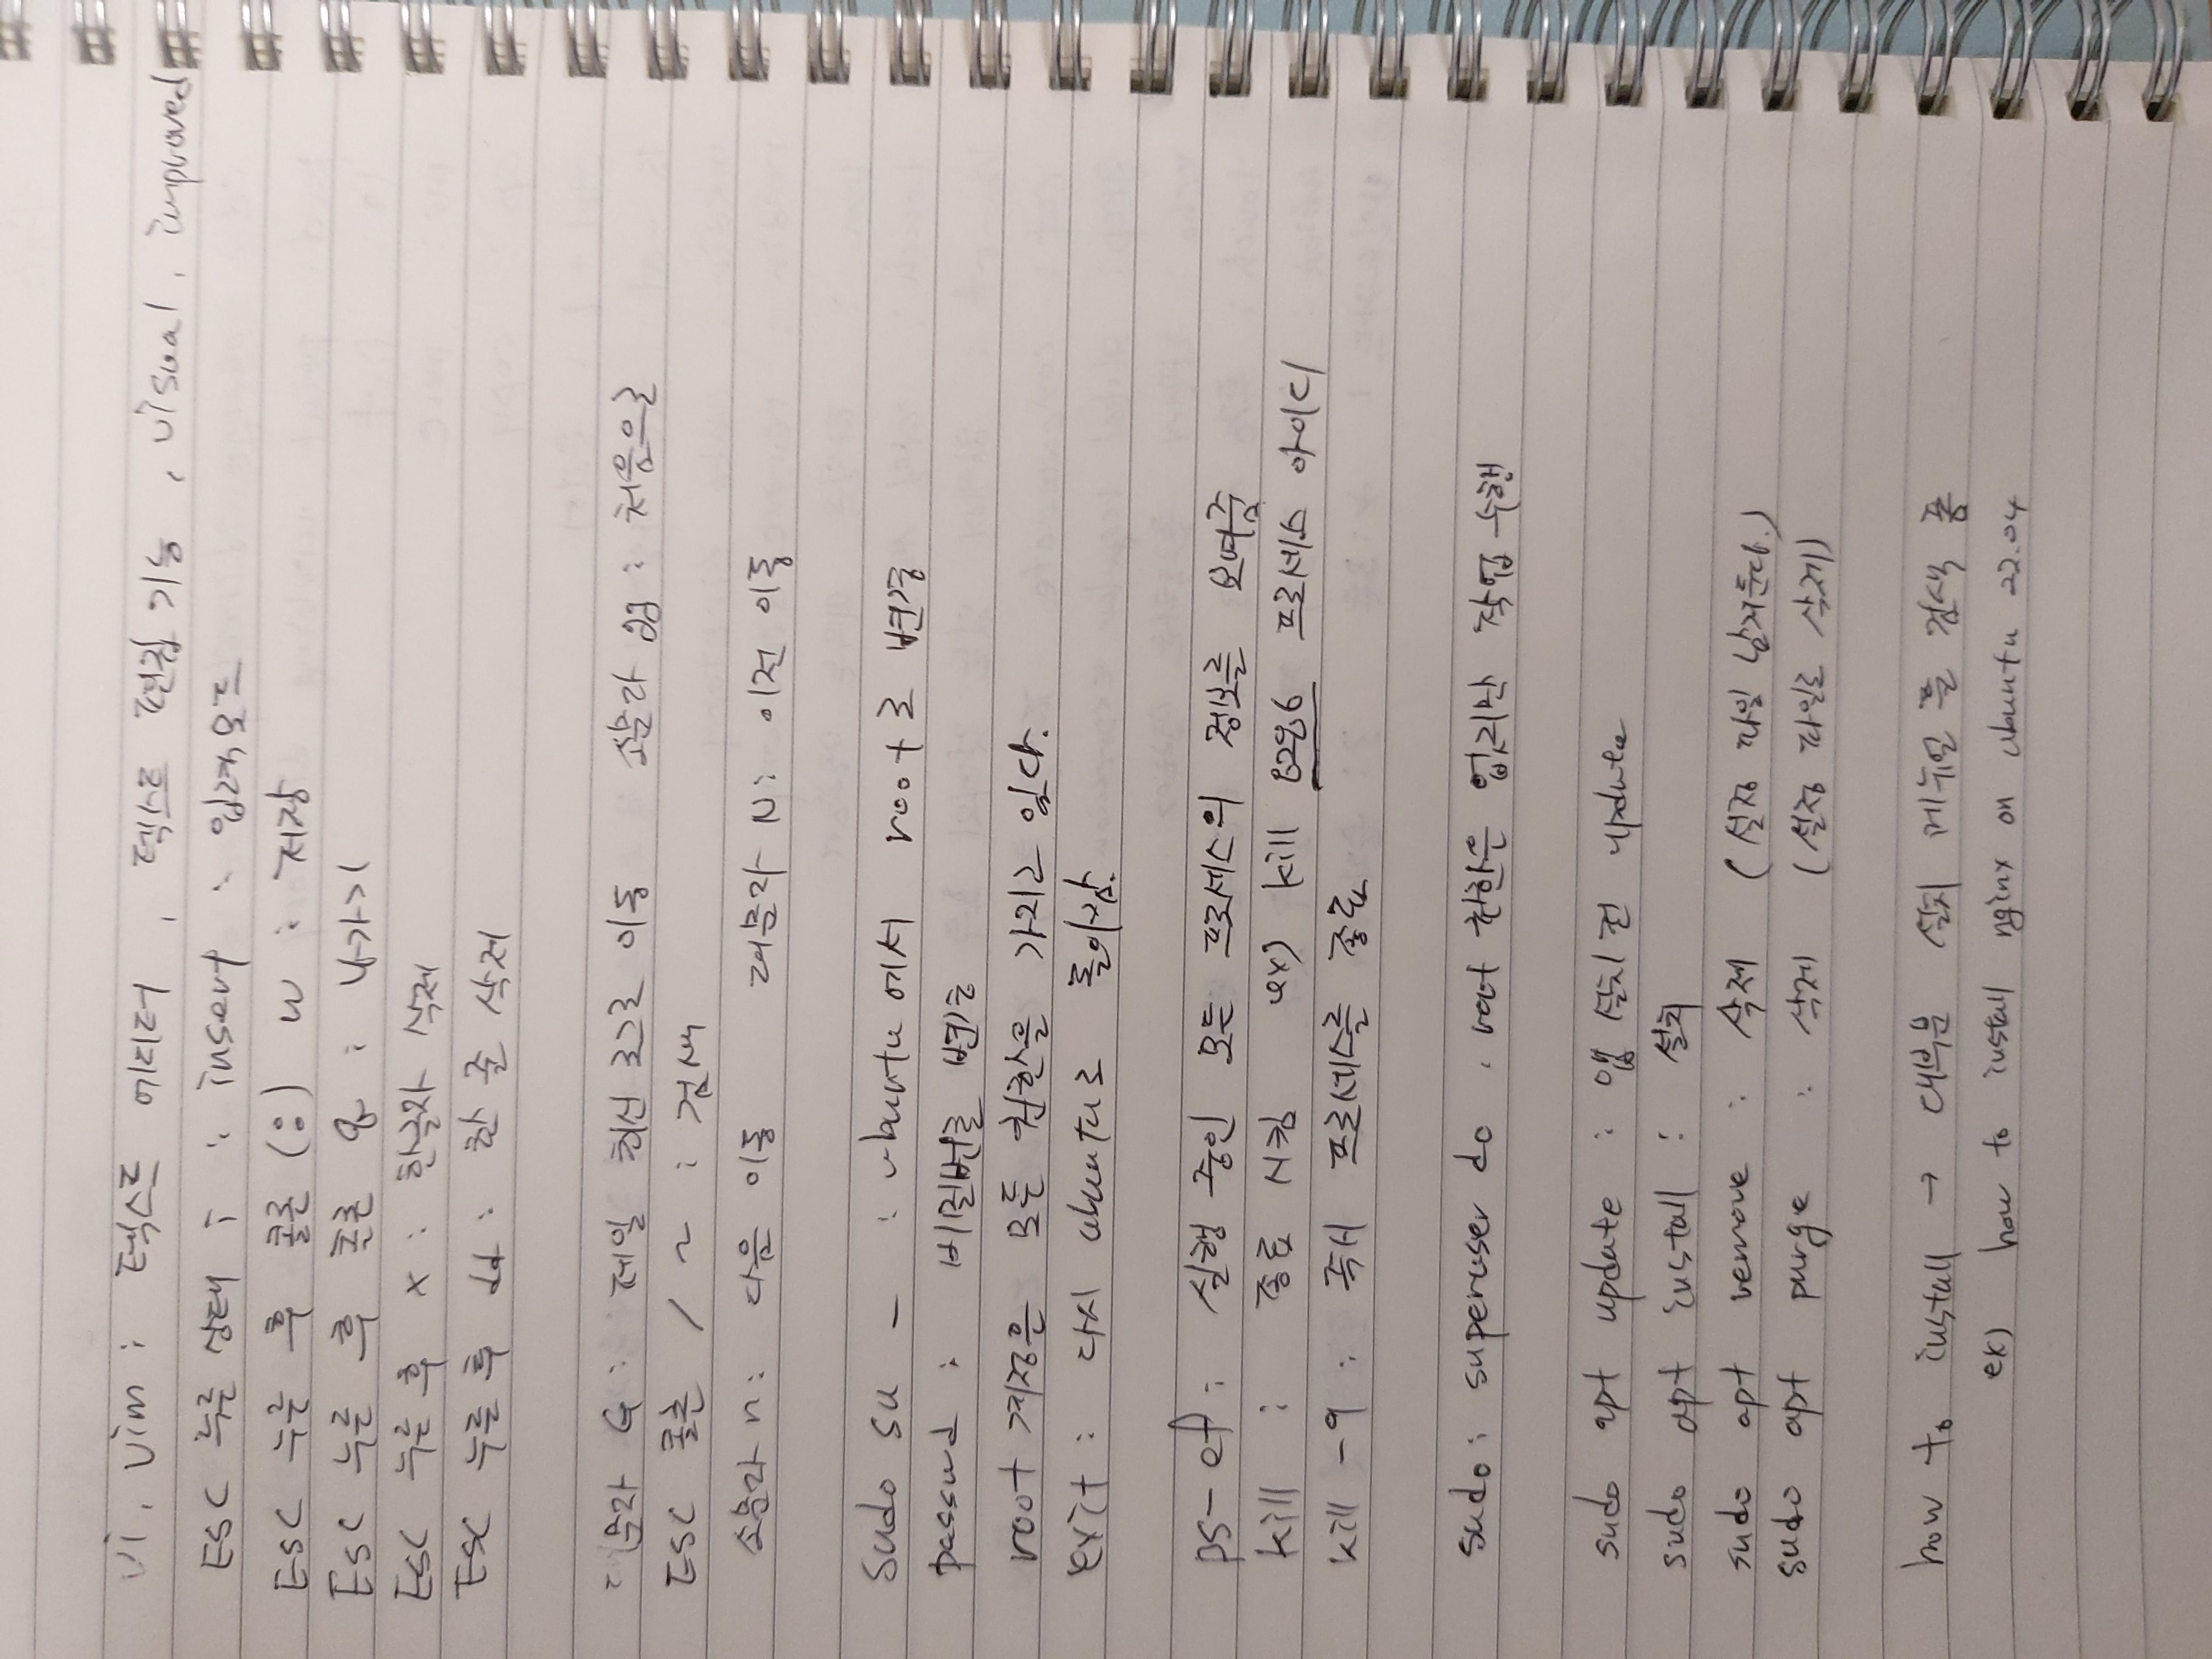 vi, vim : 텍스트 에디터, 텍스트 편집 기능, visual, improved
ESC 누른 상태 i : insert : 입력모드
ESC 누른 후 콜론 (:) w : 저장
ESC 누른 후 콜론 q : 나가기
ESC 누른 후 x : 한글자 삭제
ESC 누른 후 dd : 한 줄 삭제
대문자 G : 제일 최신 로그로 이동 소문자 gg : 처음으로
ESC 콜론 / ~ : 검색
소문자 n : 다음 이동 대문자 N : 이전 이동
sudo su - : ubuntu에서 root로 변경
passwd : 비밀번호 변경
root 계정은 모든 권한을 가지고 있다.
exit : 다시 ubuntu로 돌아감.
ps -ef : 실행 중인 모든 프로세스의 정보를 보여줌
kill : 종료 시킴 ex) kill 프로세스 아이디
kill -9 : 즉시 프로세스를 종료
sudo : superuser do, root 권한은 없지만 작업 수행
sudo apt update : 앱 설치 전 update
sudo apt install : 설치
sudo apt remove : 삭제 (설정 파일 남겨둔다.)
sudo apt purge : 삭제 (설정 파일로 삭제)
how to install → 대부분 설치 메뉴얼 을 검색 중
ex) how to install nginx on ubuntu 22.04